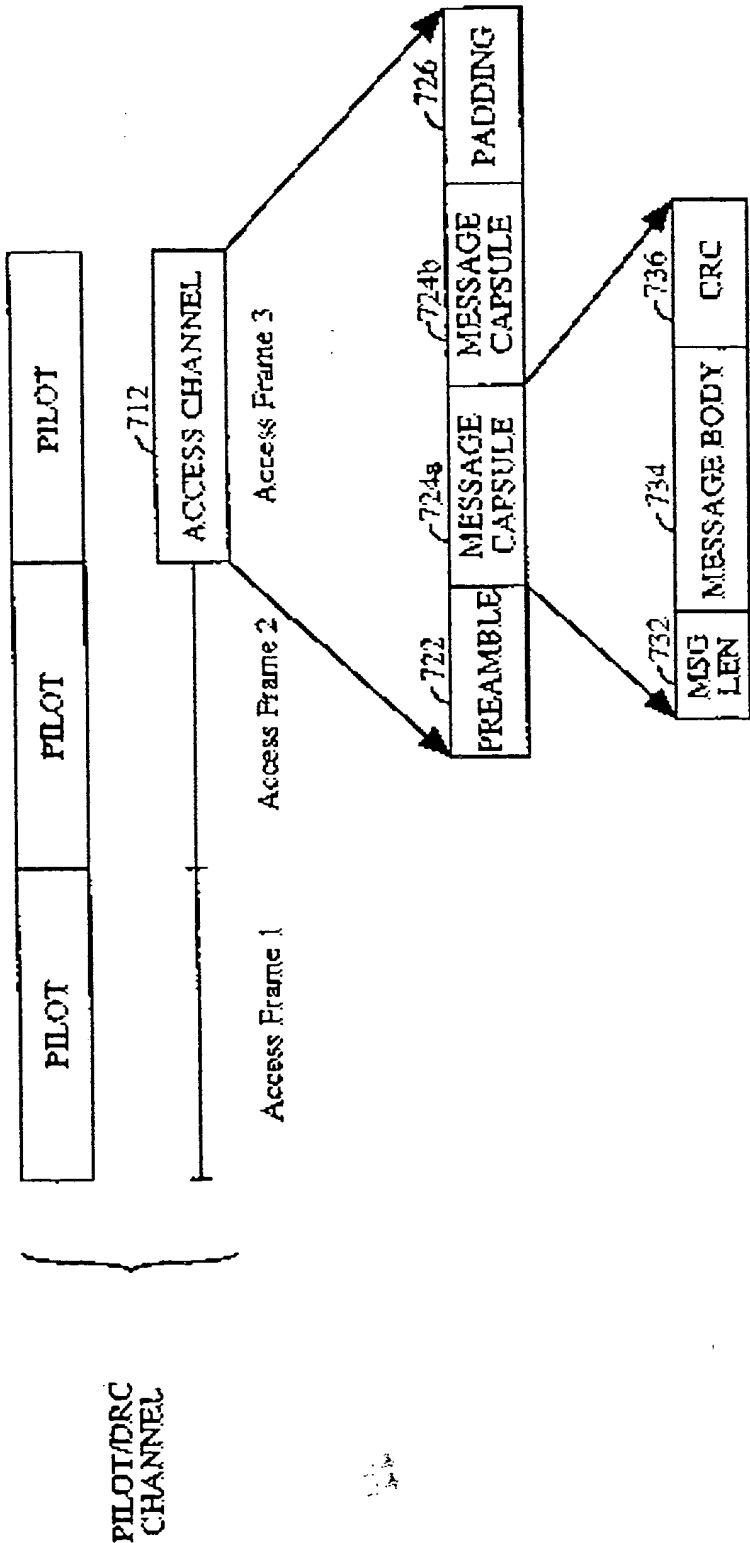 PILOT/DRC
CHANNEL
PILOT
PILOT
PILOT
712
ACCESS CHANNEL
Access Frame 1
Access Frame 2
Access Frame 3
722
724a
724b
726
PREAMBLE
MESSAGE
CAPSULE
MESSAGE
CAPSULE
PADDING
732
734
736
MSG
LEN
MESSAGE BODY
CRC